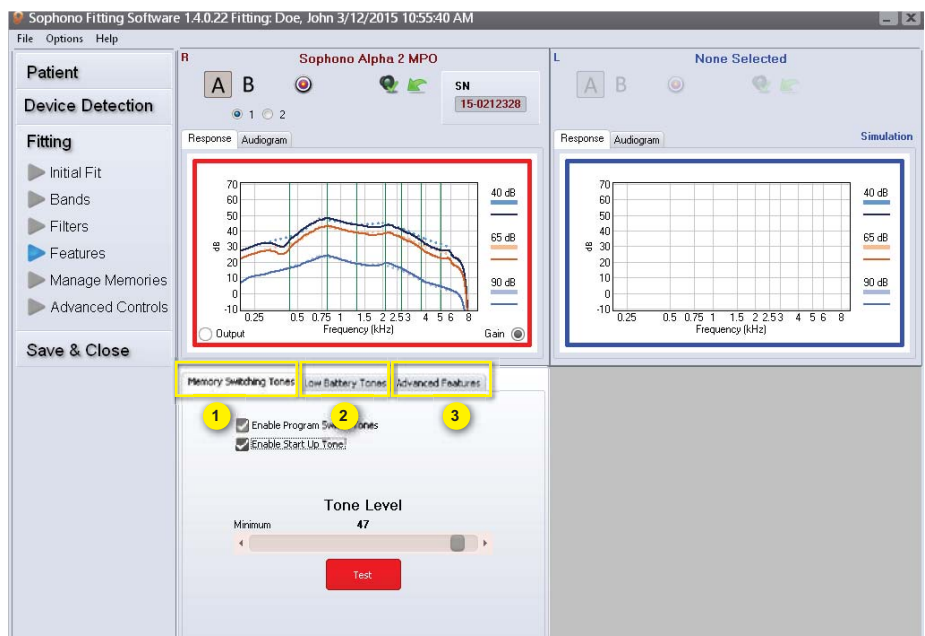 Sophono Fitting Software 1.4.0.22 Fitting: Doe, John 3/12/2015 10:55:40 AM
File Options Help
Patient
Device Detection
Fitting
Initial Fit
Bands
Filters
Features
Manage Memories
Advanced Controls
Save & Close
R Sophono Alpha 2 MPO
A B
SN
15-0212328
1 2
Response Audiogram
70
60
50
40
30
20
10
0
-10
dB
0.25 0.5 0.75 1 1.5 2 2.5 3 4 5 6 8
Frequency (kHz)
40 dB
65 dB
90 dB
Output
Gain
L None Selected
A B
Response Audiogram Simulation
70
60
50
40
30
20
10
0
-10
dB
0.25 0.5 0.75 1 1.5 2 2.5 3 4 5 6 8
Frequency (kHz)
40 dB
65 dB
90 dB
Memory Switching Tones Low Battery Tones Advanced Features
1 2 3
Enable Program
Enable Start Up Tone
Tone Level
Minimum 47
Test